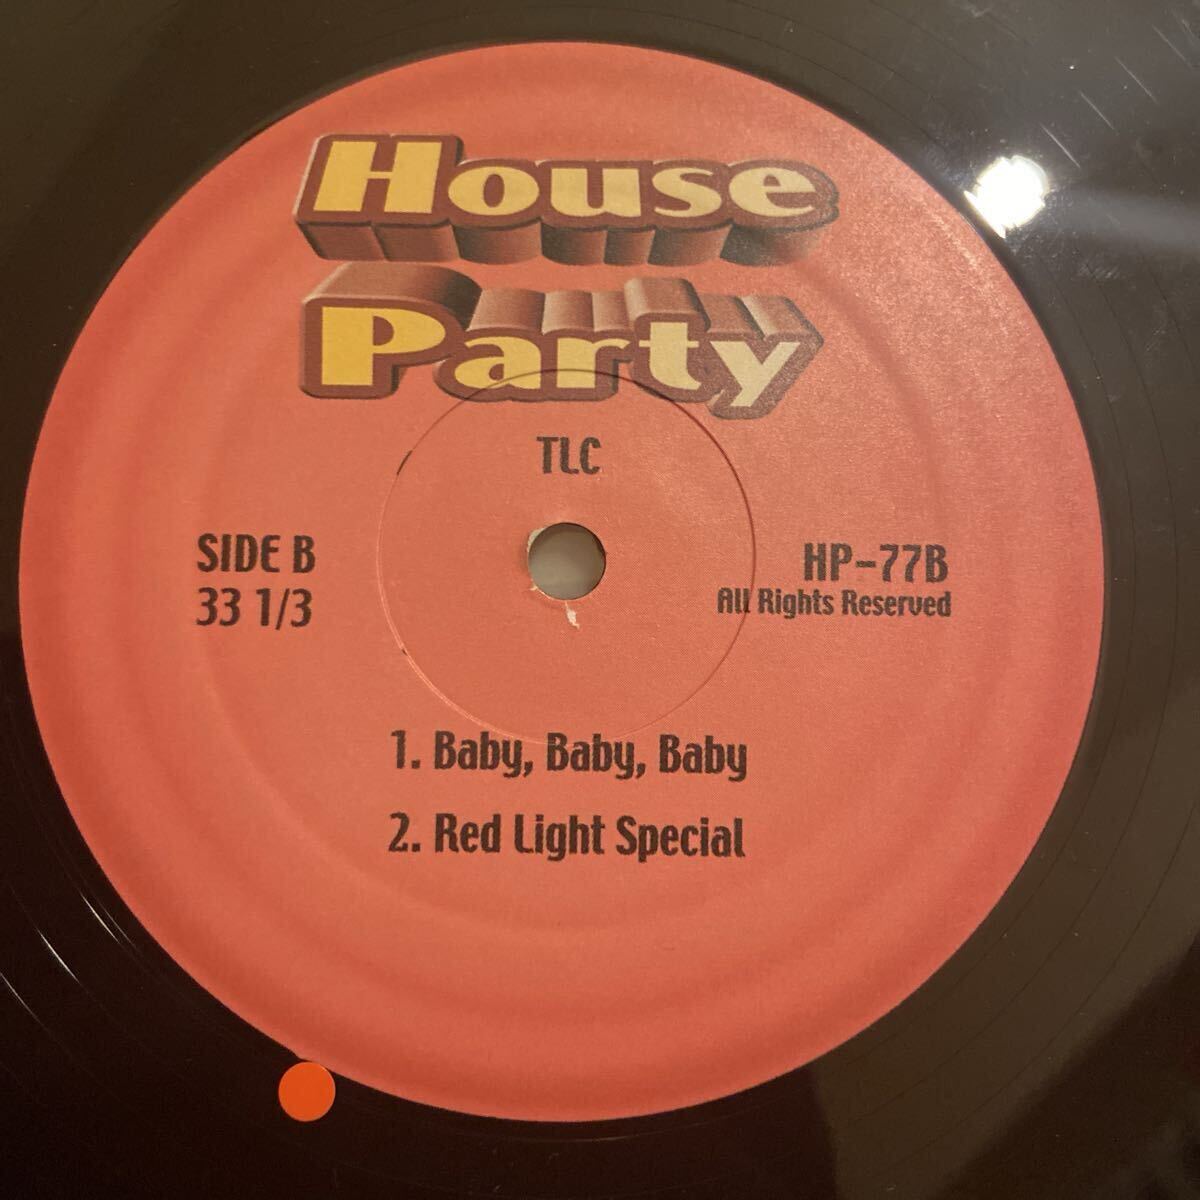 House
Party
TLC
SIDE B
33 1/3
HP-77B
All Rights Reserved
1. Baby, Baby, Baby
2. Red Light Special